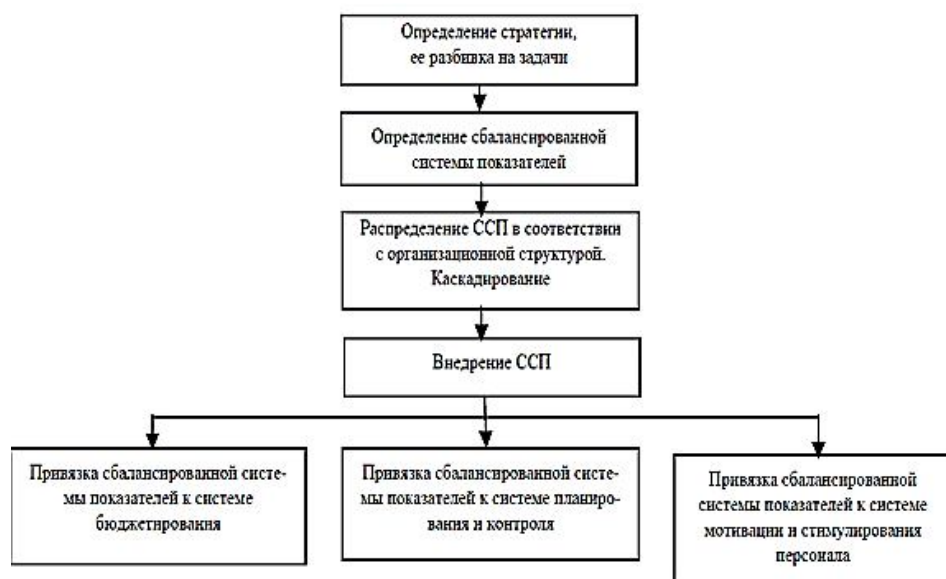 Определение стратегии,
ее разбивка на задачи
Определение сбалансированной
системы показателей
Распределение ССП в соответствии
с организационной структурой.
Каскадирование
Внедрение ССП
Привязка сбалансированной систе-
мы показателей к системе
бюджетирования
Привязка сбалансированной систе-
мы показателей к системе планиро-
вания и контроля
Привязка сбалансированной
системы показателей к системе
мотивации и стимулирования
персонала